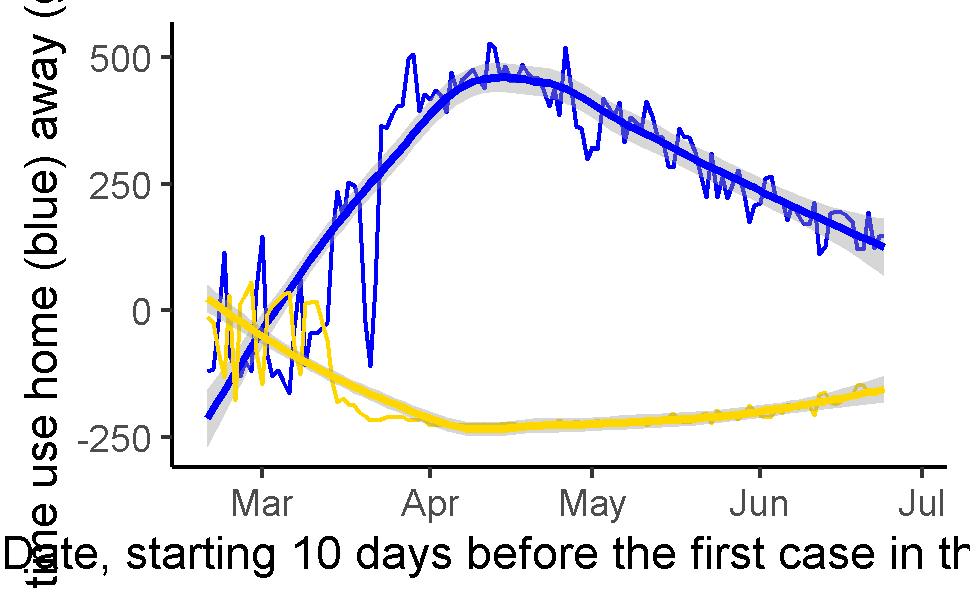 time use home (blue) away (
500
250
0
-250
Mar Apr May Jun Jul
Date, starting 10 days before the first case in th